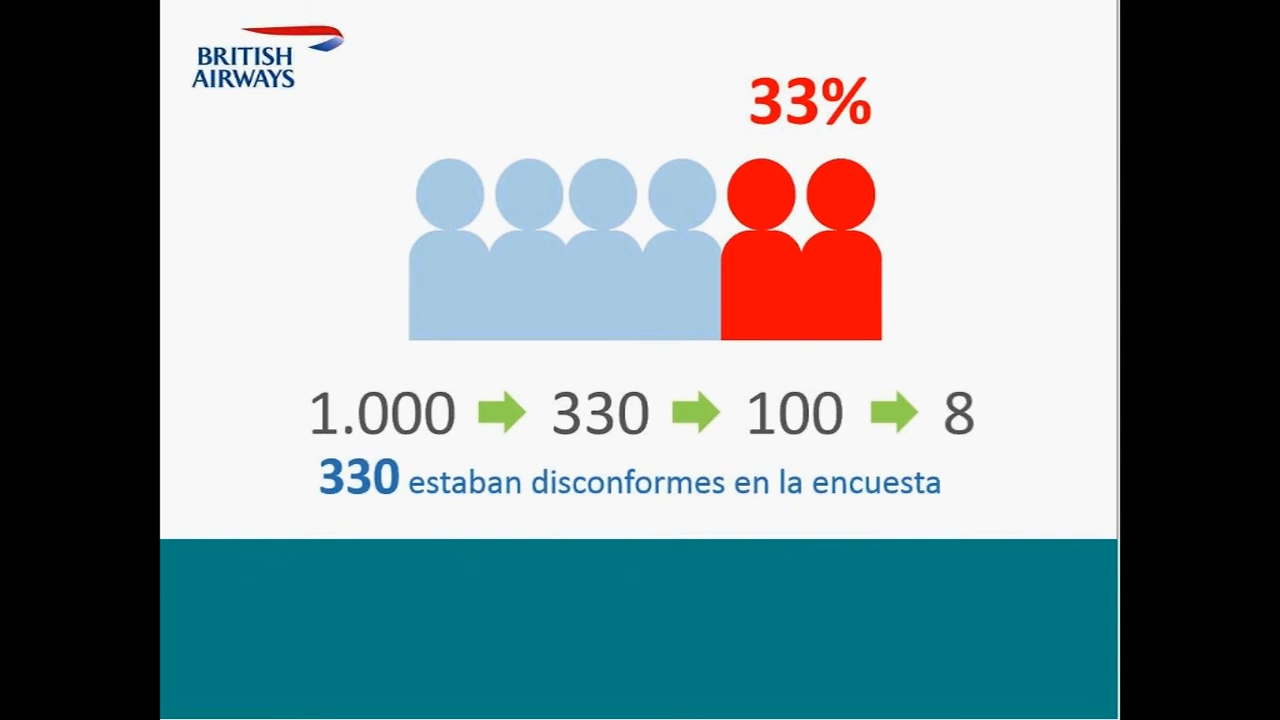 BRITISH
AIRWAYS
33%
1.000 330 100 8
330 estaban disconformes en la encuesta